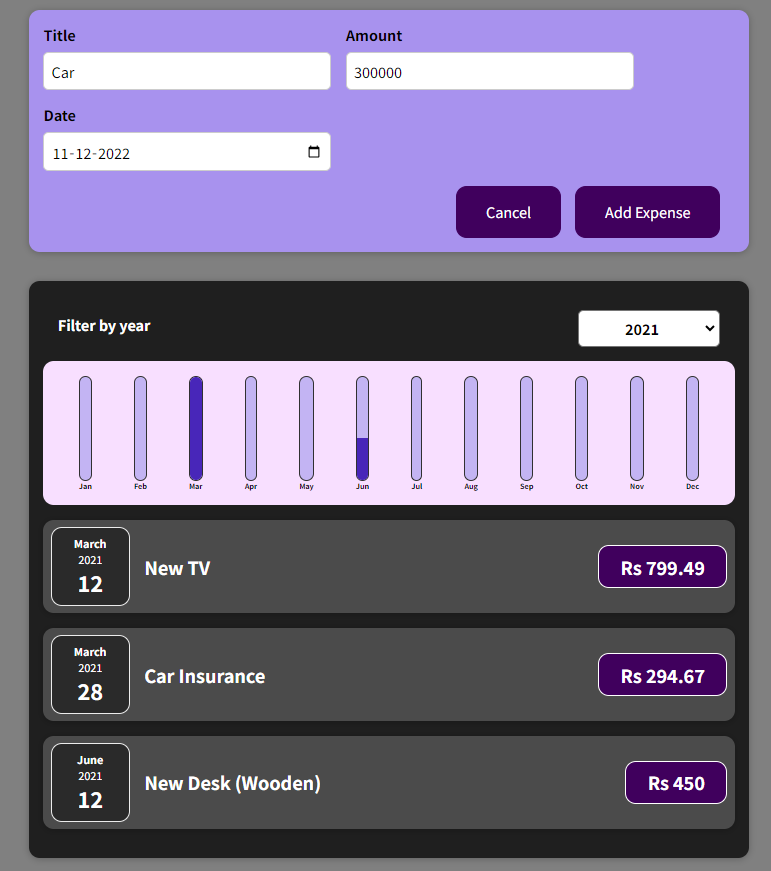 Title Amount
Car 300000
Date
11-12-2022
Cancel Add Expense
Filter by year 2021
Jan Feb Mar Apr May Jun Jul Aug Sep Oct Nov Dec
March
2021
12
New TV
Rs 799.49
March
2021
28
Car Insurance
Rs 294.67
June
2021
12
New Desk (Wooden)
Rs 450